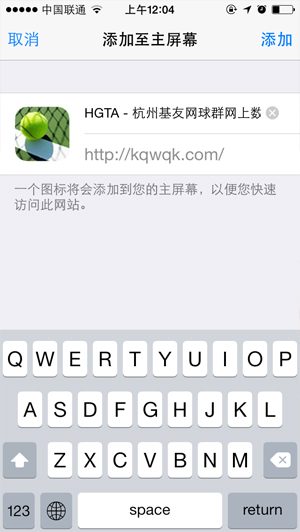 中国联通 上午12:04
取消 添加至主屏幕 添加
HGTA - 杭州基友网球群网上数
http://kqwqk.com/
一个图标将会添加到您的主屏幕，以便您快速
访问此网站。
Q W E R T Y U I O P
A S D F G H J K L
Z X C V B N M
123 space return